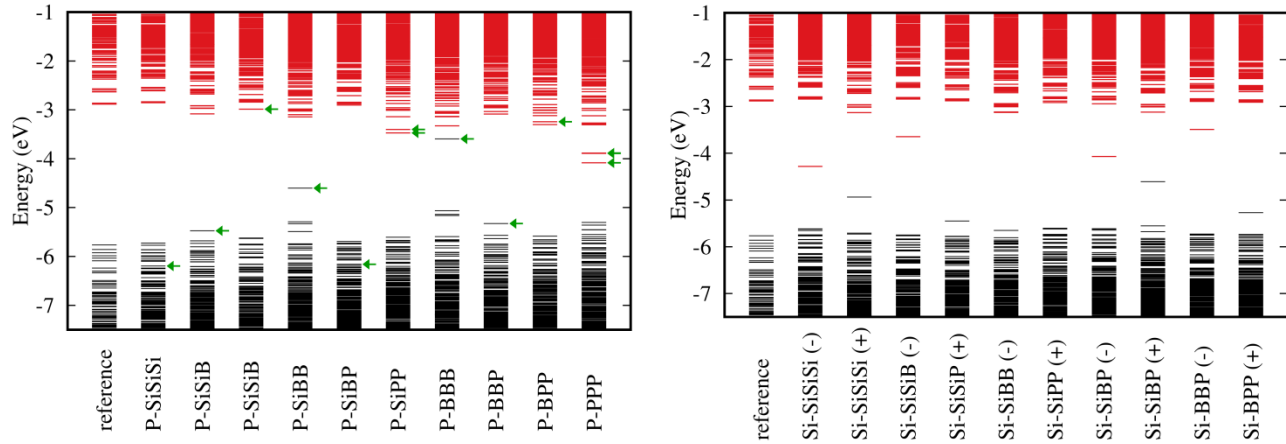 Energy (eV)
-1
-2
-3
-4
-5
-6
-7
reference
P-SiSiSi
P-SiSiB
P-SiSiB
P-SiBB
P-SiBP
P-SiPP
P-BBB
P-BBP
P-BPP
P-PPP
Energy (eV)
-1
-2
-3
-4
-5
-6
-7
reference
Si-SiSiSi (-)
Si-SiSiSi (+)
Si-SiSiB (-)
Si-SiSiP (+)
Si-SiBB (-)
Si-SiPP (+)
Si-SiBP (-)
Si-SiBP (+)
Si-BBP (-)
Si-BPP (+)